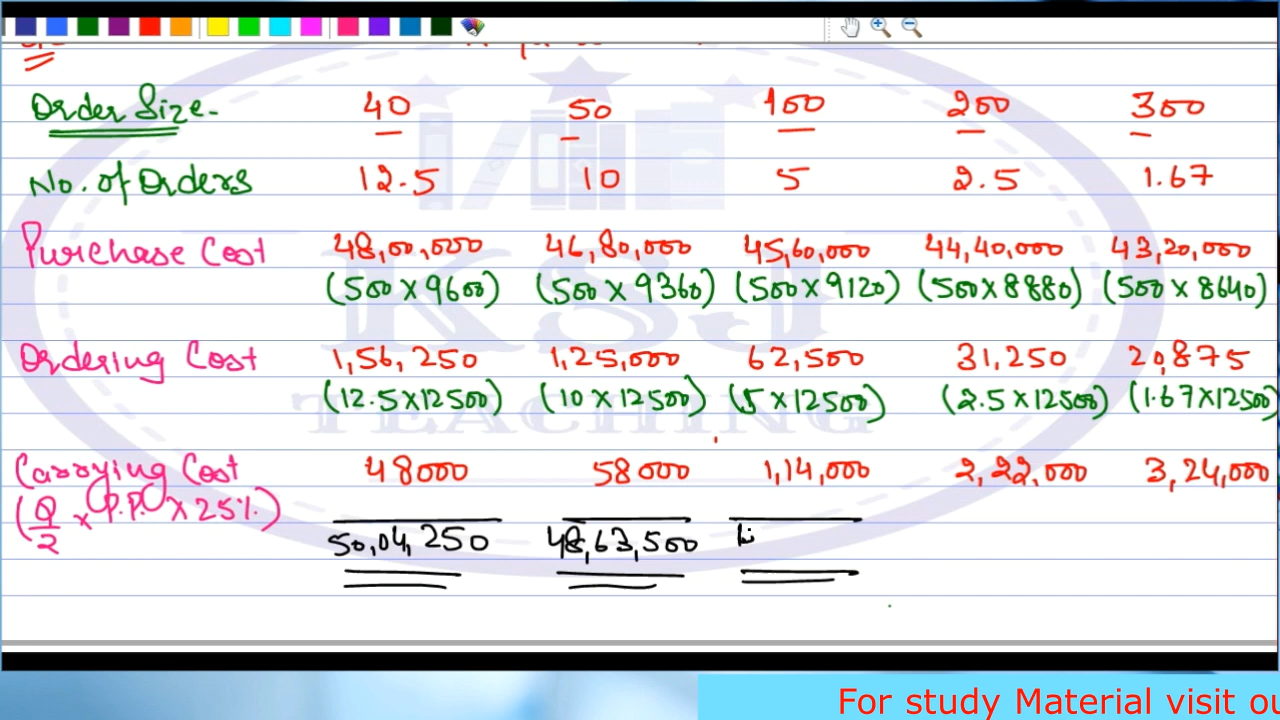 Order Size- 40 50 100 200 300
No. of Orders 12.5 10 5 2.5 1.67
Purchase Cost 48,00,000 46,80,000 45,60,000 44,40,000 43,20,000
(500 x 9600) (500 x 9360) (500 x 9120) (500 x 8880) (500 x 8640)
Ordering Cost 1,56,250 1,25,000 62,500 31,250 20,875
(12.5x12500) (10 x 12500) (5 x 12500) (2.5 x 12500) (1.67x12500)
Carrying Cost 48000 58000 1,14,000 2,22,000 3,24,000
(Q/2 x (P.P.) x 25%)
50,04,250 48,63,500
KSJ
TEACHING
For study Material visit ou